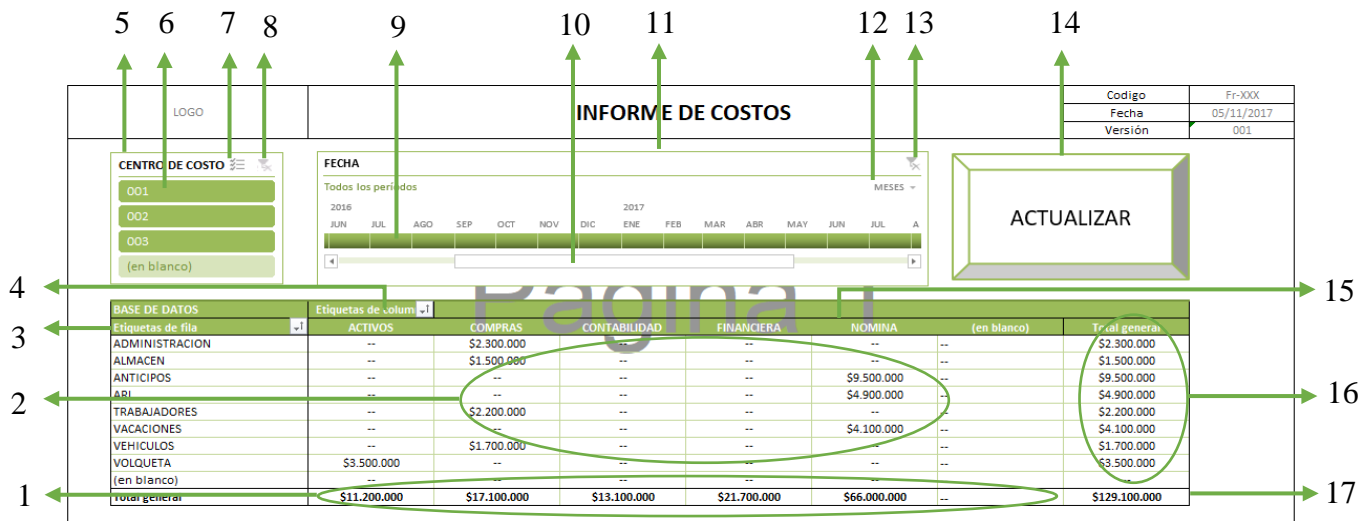 5 6 7 8 9 10 11 12 13 14
LOGO
INFORME DE COSTOS
Codigo Fr-XXX
Fecha 05/11/2017
Versión 001
CENTRO DE COSTO
001
002
003
(en blanco)
FECHA
Todos los períodos MESES
2016 2017
JUN JUL AGO SEP OCT NOV DIC ENE FEB MAR ABR MAY JUN JUL A
ACTUALIZAR
Página 1
4
15
BASE DE DATOS Etiquetas de colum
3
Etiquetas de fila ACTIVOS COMPRAS CONTABILIDAD FINANCIERA NOMINA (en blanco) Total general
ADMINISTRACION -- $2.300.000 -- -- -- -- $2.300.000
ALMACEN -- $1.500.000 -- -- -- -- $1.500.000
ANTICIPOS -- -- -- -- $9.500.000 -- $9.500.000
2
16
ARL -- -- -- -- $4.900.000 -- $4.900.000
TRABAJADORES -- $2.200.000 -- -- -- -- $2.200.000
VACACIONES -- -- -- -- $4.100.000 -- $4.100.000
VEHICULOS -- $1.700.000 -- -- -- -- $1.700.000
VOLQUETA $3.500.000 -- -- -- -- -- $3.500.000
(en blanco) -- -- -- -- -- -- --
1
17
Total general $11.200.000 $17.100.000 $13.100.000 $21.700.000 $66.000.000 -- $129.100.000